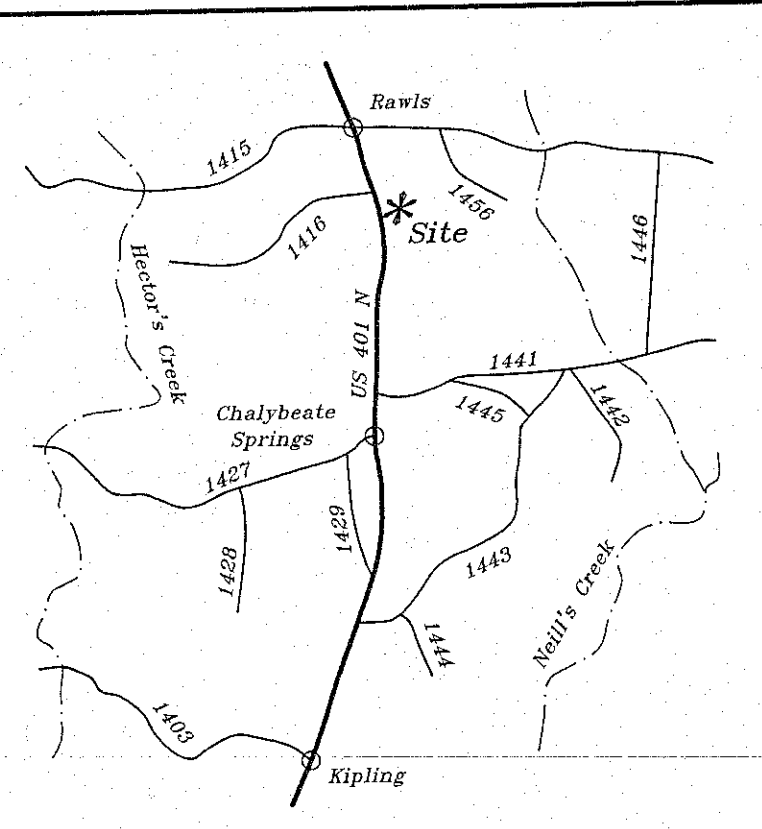 Rawls
1415
1456
1416
Site
1446
Hector's Creek
US 401 N
1441
1445
1442
Chalybeate
Springs
1427
1429
1428
1443
Neill's Creek
1444
1403
Kipling